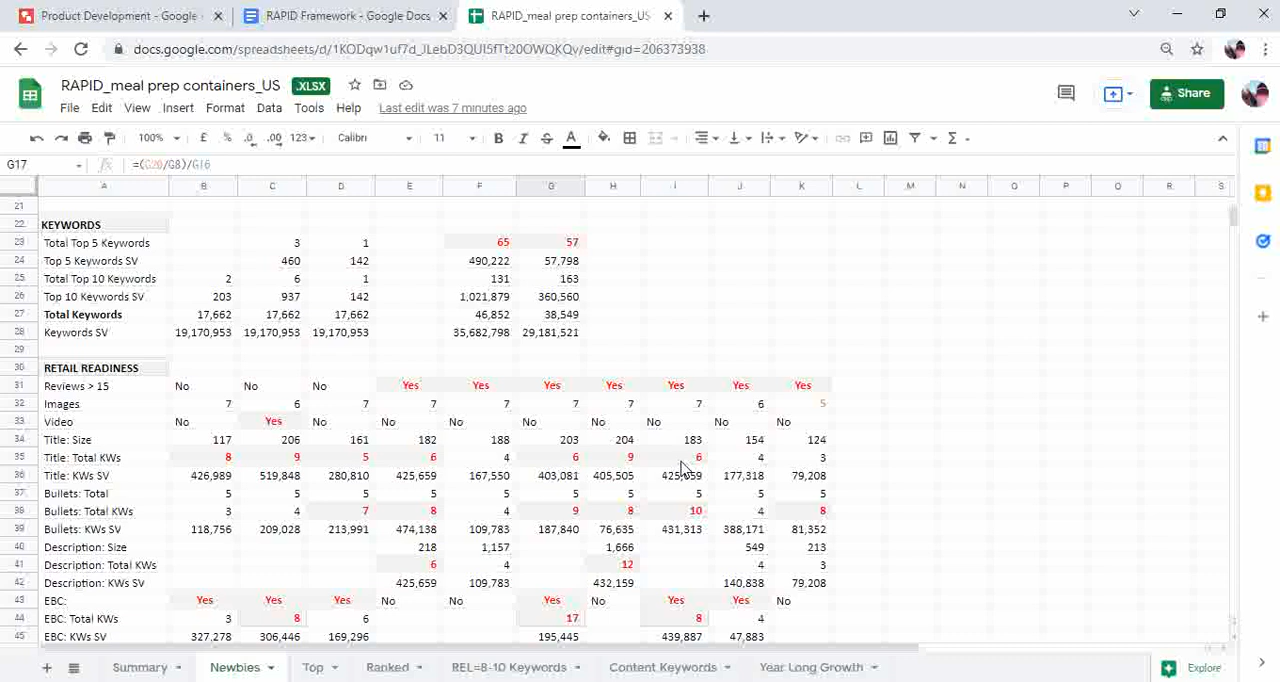 Product Development - Google RAPID Framework - Google Docs RAPID_meal prep containers_US
RAPID_meal prep containers_US .XLSX
File Edit View Insert Format Data Tools Help Last edit was 7 minutes ago
Share
100% £ % .0 .00 123 Calibri 11 B I S A Σ
G17 fx =(G20/G8)/G16
A B C D E F G H I J K L M N O P Q R S
21
22 KEYWORDS
23 Total Top 5 Keywords 3 1 65 57
24 Top 5 Keywords SV 460 142 490,222 57,798
25 Total Top 10 Keywords 2 6 1 131 163
26 Top 10 Keywords SV 203 937 142 1,021,879 360,560
27 Total Keywords 17,662 17,662 17,662 46,852 38,549
28 Keywords SV 19,170,953 19,170,953 19,170,953 35,682,798 29,181,321
29
30 RETAIL READINESS
31 Reviews > 15 No No No Yes Yes Yes Yes Yes Yes Yes
32 Images 7 6 7 7 7 7 7 7 6 5
33 Video No Yes No No No No No No No No
34 Title: Size 117 206 161 182 188 203 204 183 154 124
35 Title: Total KWs 8 9 5 6 4 6 9 6 4 3
36 Title: KWs SV 426,989 519,848 280,810 425,659 167,550 403,081 405,505 425,659 177,318 79,208
37 Bullets: Total 5 5 5 5 5 5 5 5 5 5
38 Bullets: Total KWs 3 4 7 8 4 9 8 10 4 8
39 Bullets: KWs SV 118,756 209,028 213,991 474,138 109,783 187,840 76,635 431,313 388,171 81,352
40 Description: Size 218 1,157 1,666 549 213
41 Description: Total KWs 6 4 12 4 3
42 Description: KWs SV 425,659 109,783 432,159 140,838 79,208
43 EBC: Yes Yes Yes No No Yes No Yes Yes No
44 EBC: Total KWs 3 8 6 17 8 4
45 EBC: KWs SV 327,278 306,446 169,296 195,445 439,887 47,883
Summary Newbies Top Ranked REL=8-10 Keywords Content Keywords Year Long Growth Explore